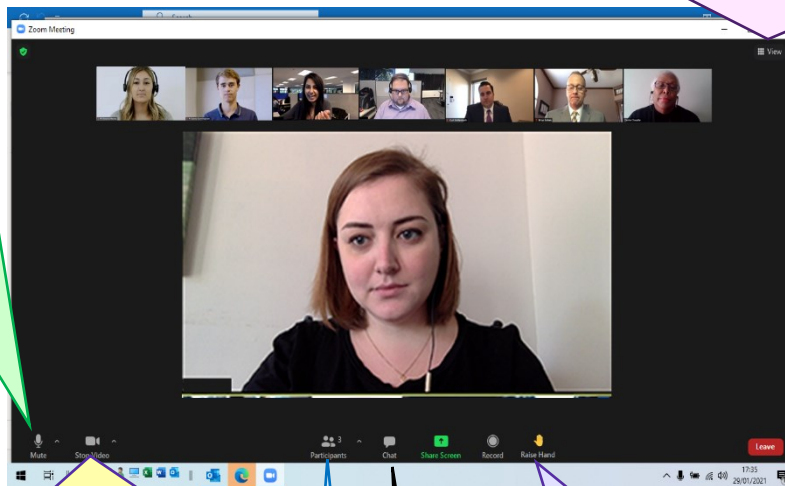 Search
Zoom Meeting
View
Mute
Stop Video
3
Participants
Chat
Share Screen
Record
Raise Hand
Leave
17:35
29/01/2021